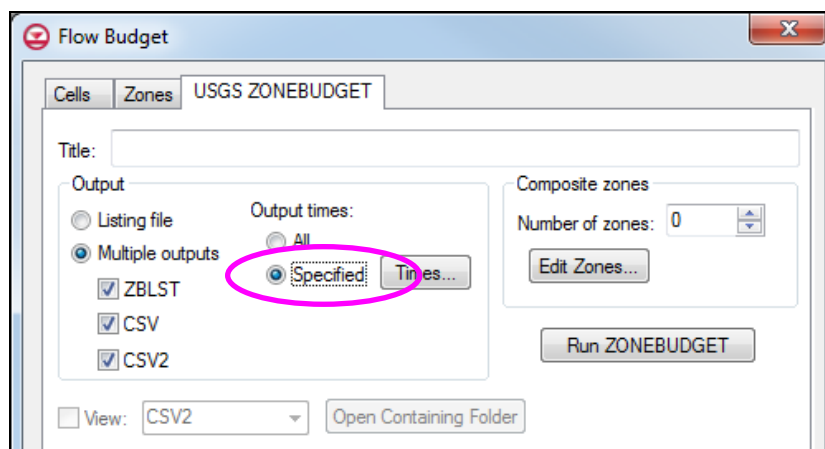 Flow Budget
Cells Zones USGS ZONEBUDGET
Title:
Output
Listing file
Multiple outputs
ZBLST
CSV
CSV2
Output times:
All
Specified Times...
Composite zones
Number of zones: 0
Edit Zones...
Run ZONEBUDGET
View: CSV2 Open Containing Folder